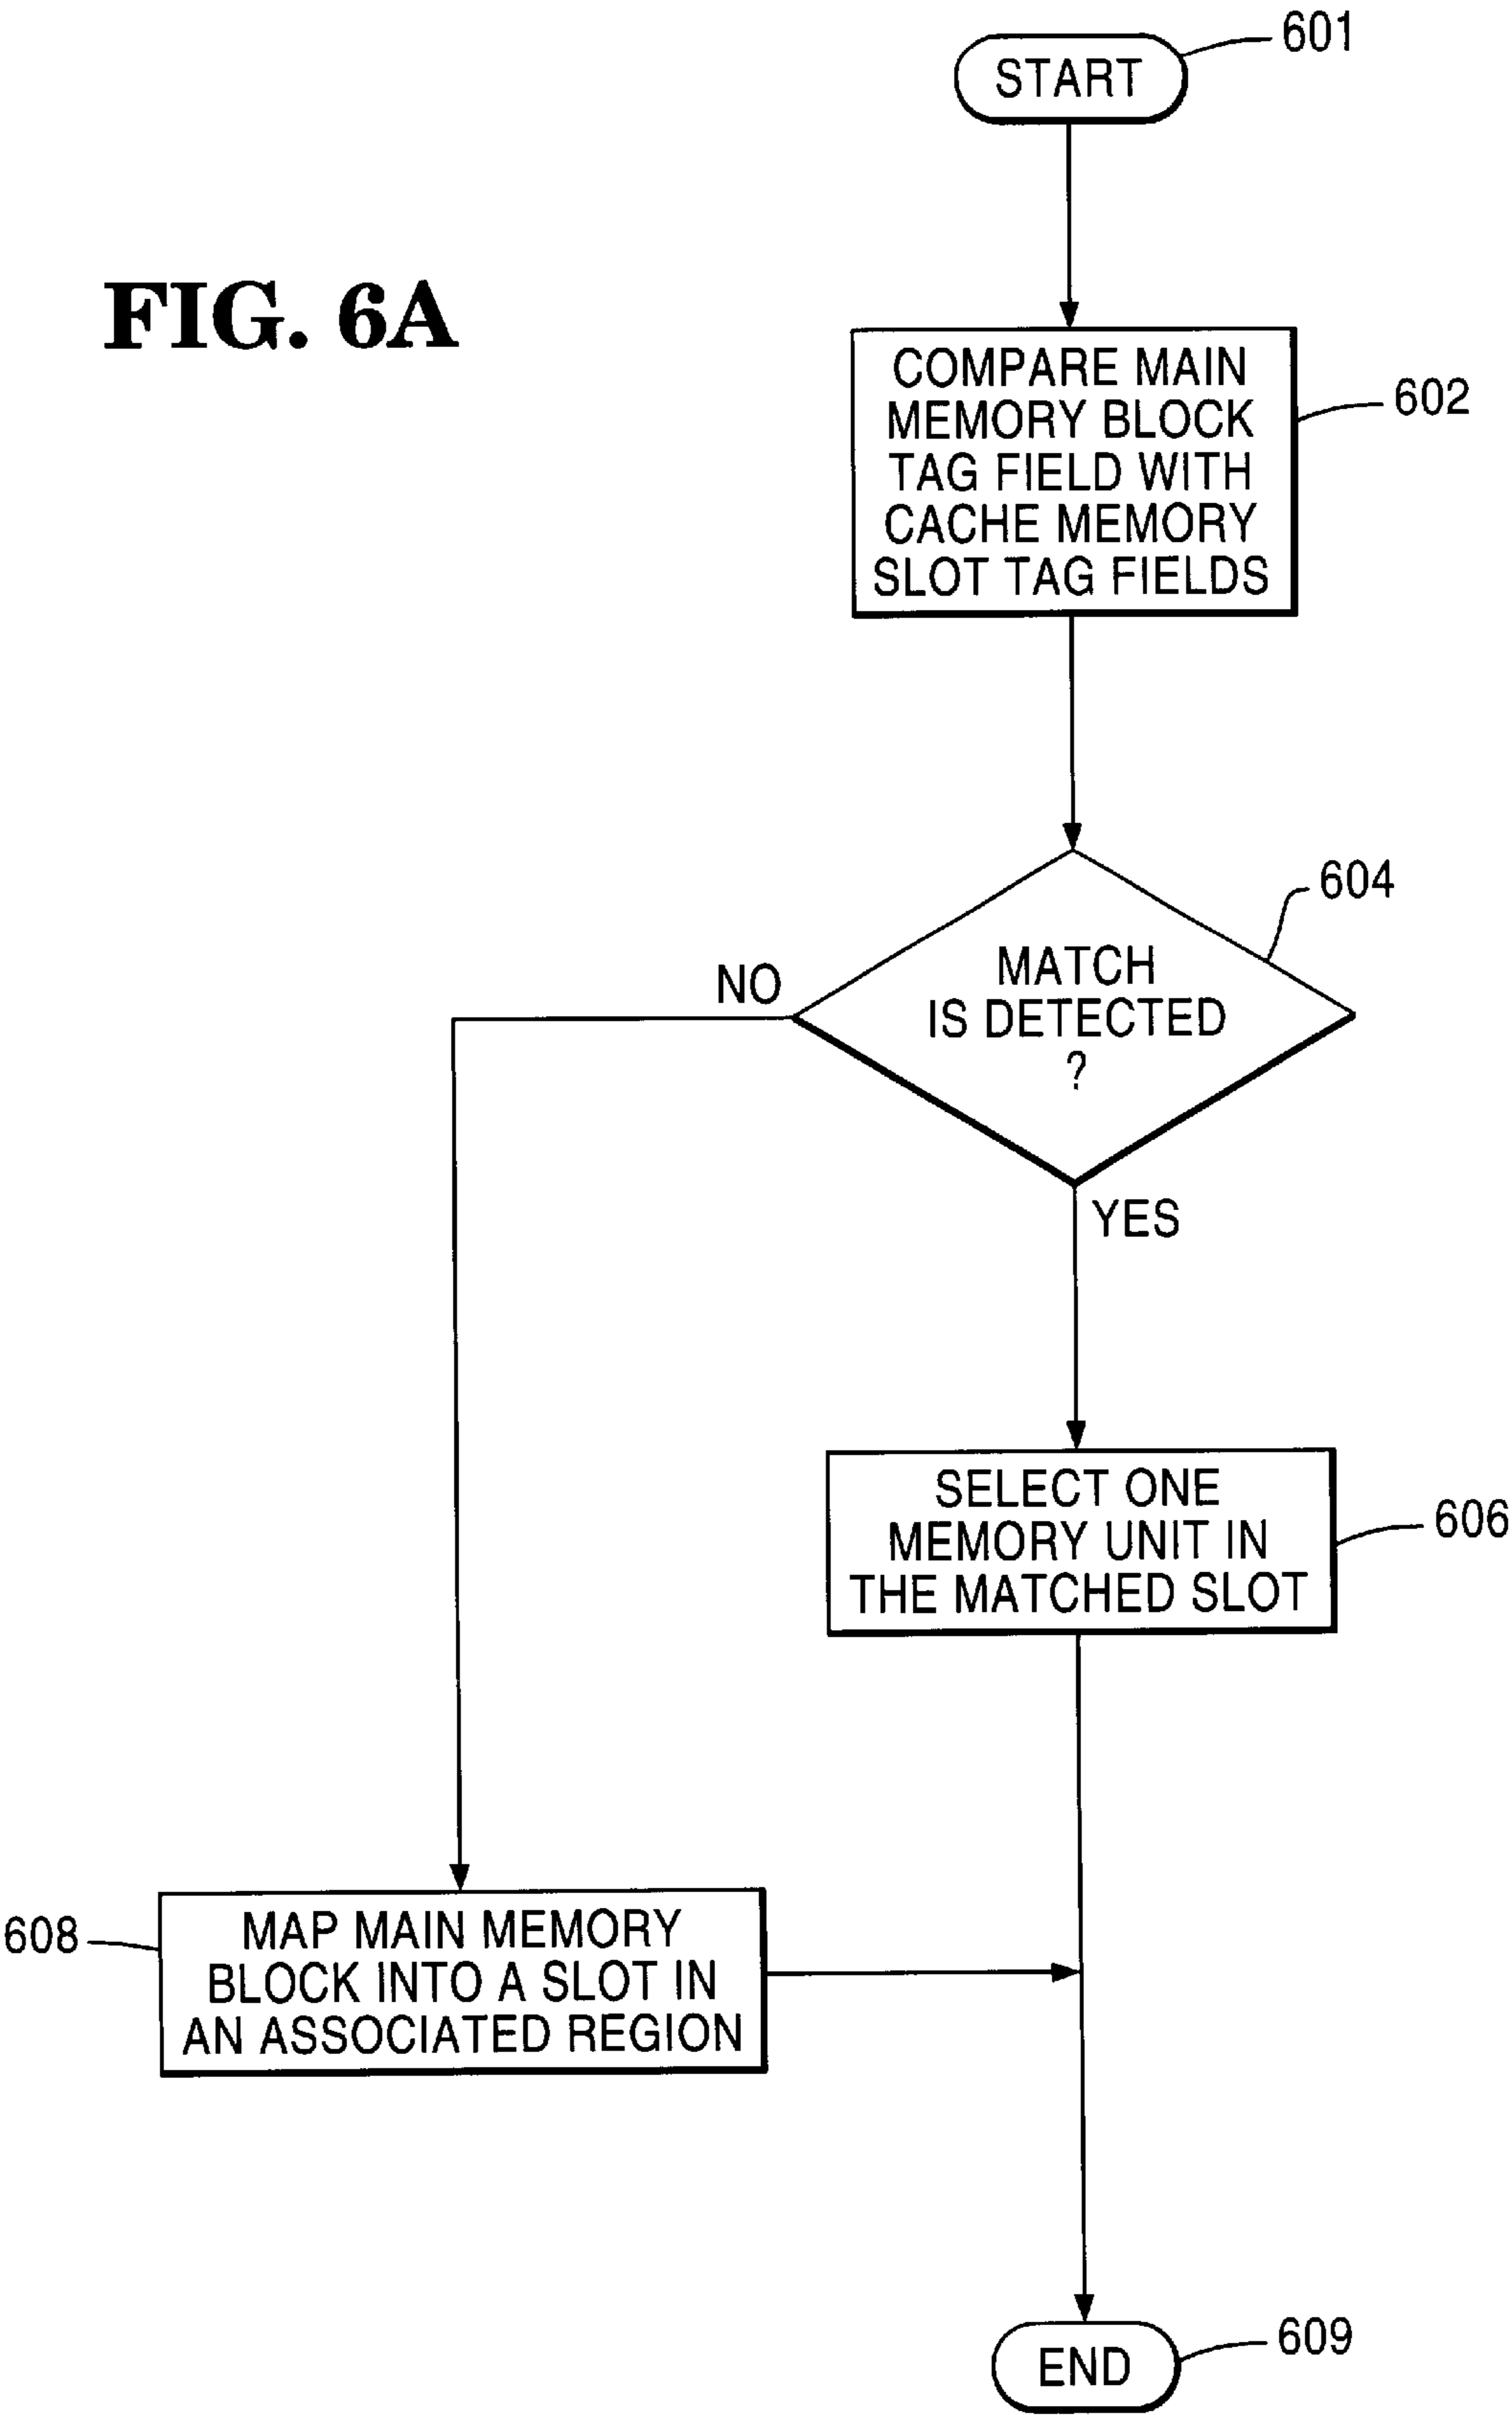 601
START
FIG. 6A
COMPARE MAIN
MEMORY BLOCK
TAG FIELD WITH
CACHE MEMORY
SLOT TAG FIELDS
602
604
MATCH
IS DETECTED
?
NO
YES
SELECT ONE
MEMORY UNIT IN
THE MATCHED SLOT
606
608
MAP MAIN MEMORY
BLOCK INTO A SLOT IN
AN ASSOCIATED REGION
END
609